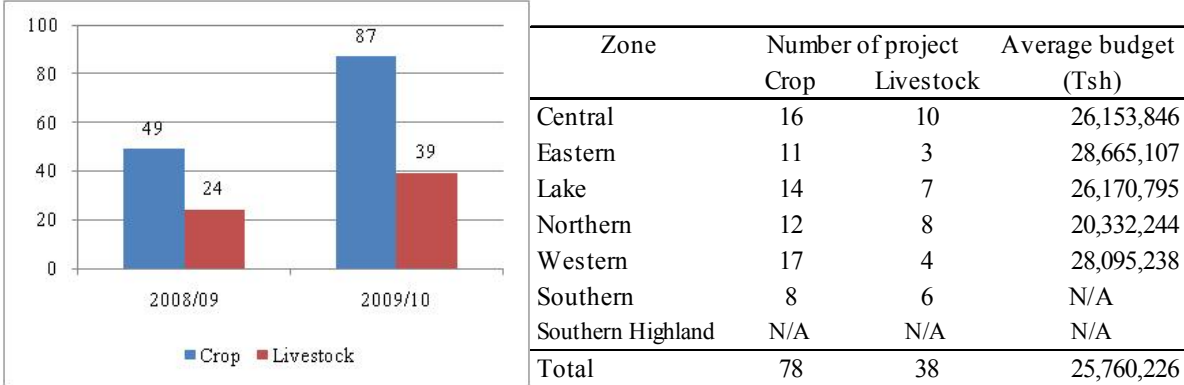 100
80
60
40
20
0
49
24
87
39
2008/09 2009/10
Crop Livestock
Zone Number of project Average budget
Crop Livestock (Tsh)
Central 16 10 26,153,846
Eastern 11 3 28,665,107
Lake 14 7 26,170,795
Northern 12 8 20,332,244
Western 17 4 28,095,238
Southern 8 6 N/A
Southern Highland N/A N/A N/A
Total 78 38 25,760,226